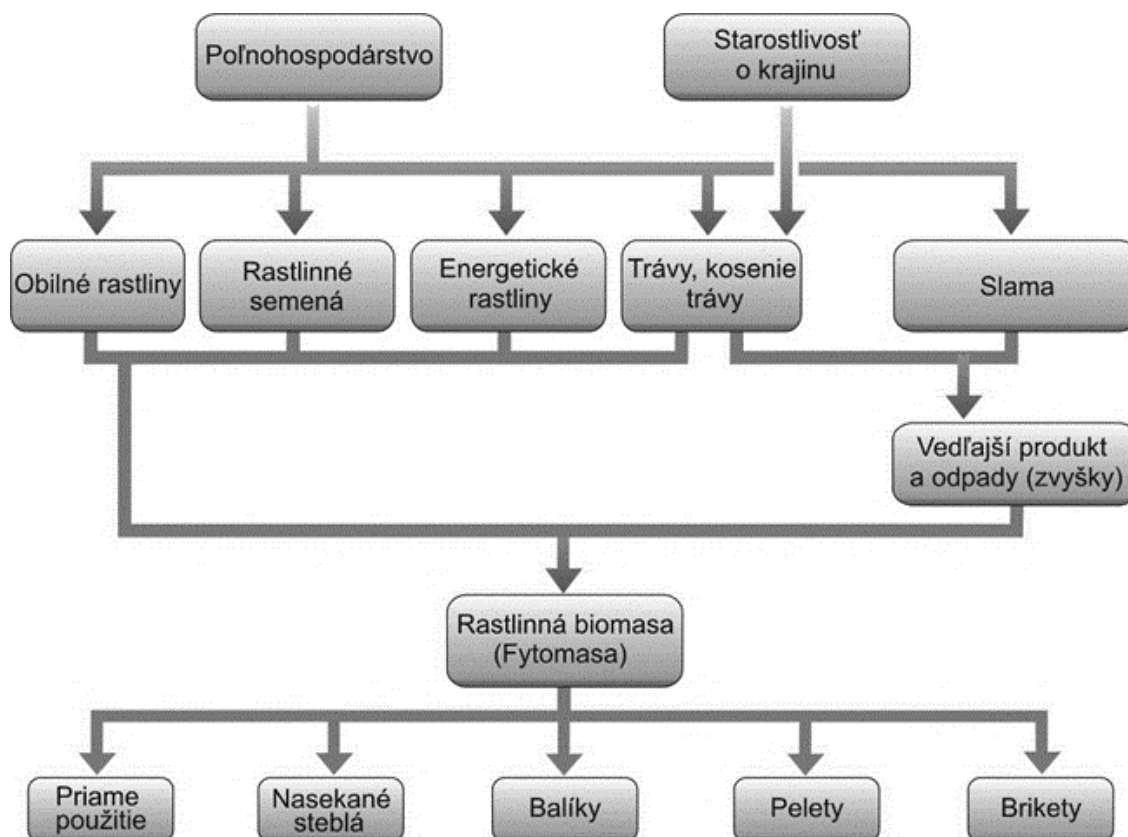 Poľnohospodárstvo
Starostlivosť
o krajinu
Obilné rastliny
Rastlinné
semená
Energetické
rastliny
Trávy, kosenie
trávy
Slama
Vedľajší produkt
a odpady (zvyšky)
Rastlinná biomasa
(Fytomasa)
Priame
použitie
Nasekané
steblá
Balíky
Pelety
Brikety